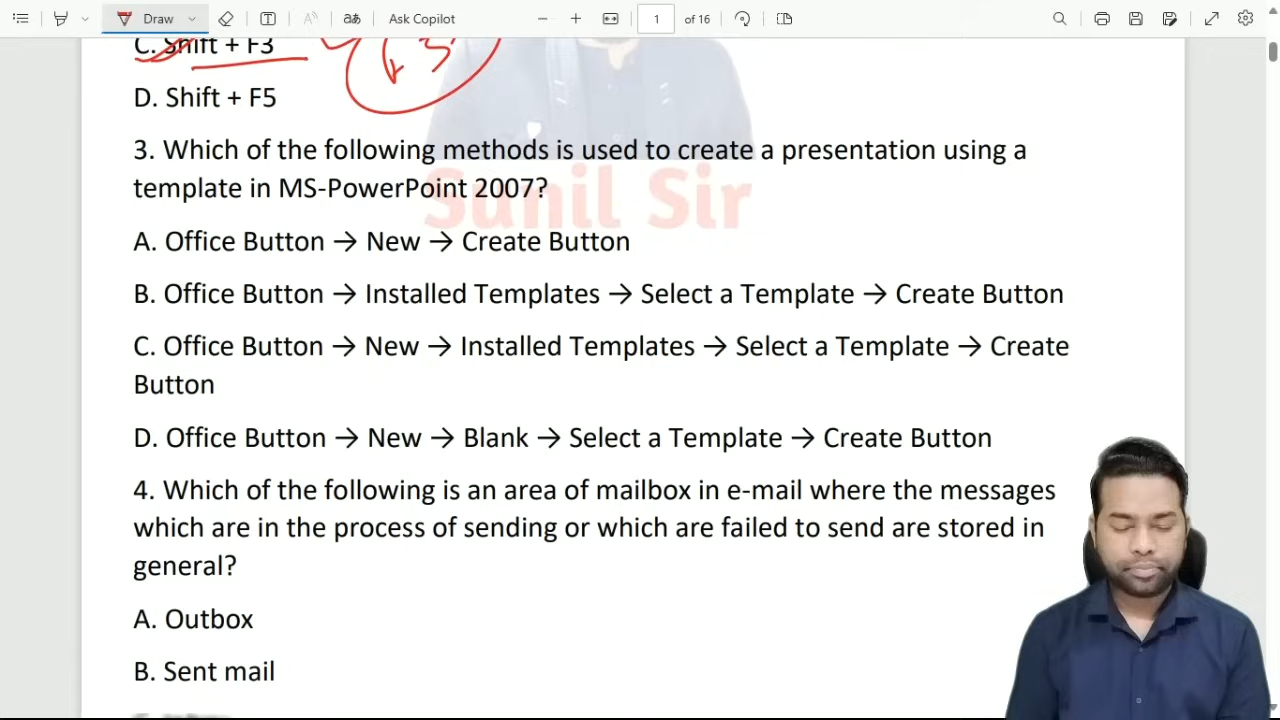 Draw
Ask Copilot
1 of 16
C. Shift + F3
D. Shift + F5
3. Which of the following methods is used to create a presentation using a
template in MS-PowerPoint 2007?
Sunil Sir
A. Office Button → New → Create Button
B. Office Button → Installed Templates → Select a Template → Create Button
C. Office Button → New → Installed Templates → Select a Template → Create
Button
D. Office Button → New → Blank → Select a Template → Create Button
4. Which of the following is an area of mailbox in e-mail where the messages
which are in the process of sending or which are failed to send are stored in
general?
A. Outbox
B. Sent mail